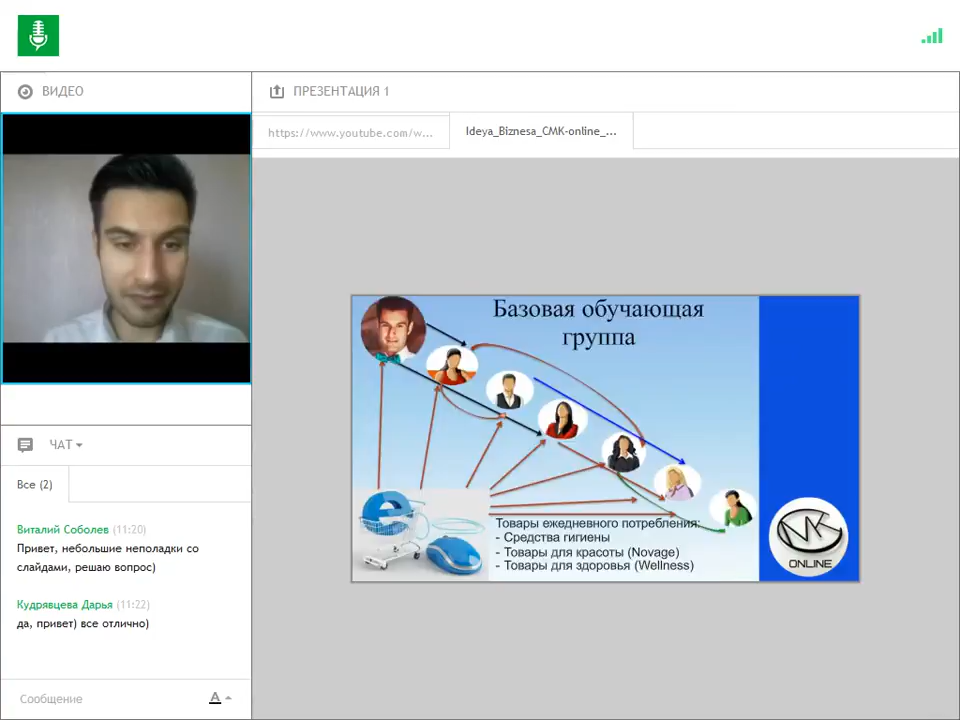 ВИДЕО
ПРЕЗЕНТАЦИЯ 1
https://www.youtube.com/w...
Ideya_Biznesa_CMK-online_...
Базовая обучающая
группа
Товары ежедневного потребления:
- Средства гигиены
- Товары для красоты (Novage)
- Товары для здоровья (Wellness)
ONLINE
ЧАТ
Все (2)
Виталий Соболев (11:20)
Привет, небольшие неполадки со
слайдами, решаю вопрос)
Кудрявцева Дарья (11:22)
да, привет) все отлично)
Сообщение
A